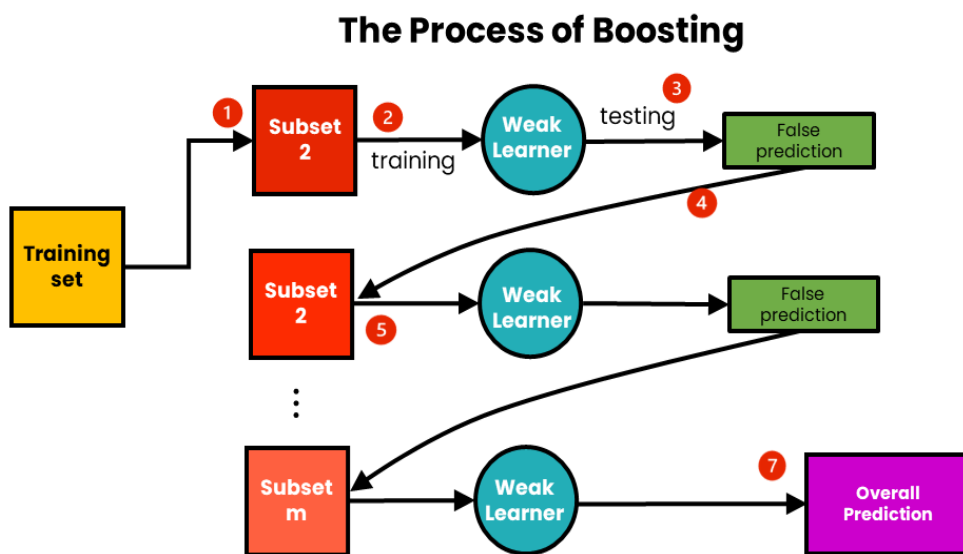 The Process of Boosting
1
Subset
2
2
training
Weak
Learner
3
testing
False
prediction
4
Training
set
Subset
2
5
Weak
Learner
False
prediction
⋮
Subset
m
Weak
Learner
7
Overall
Prediction